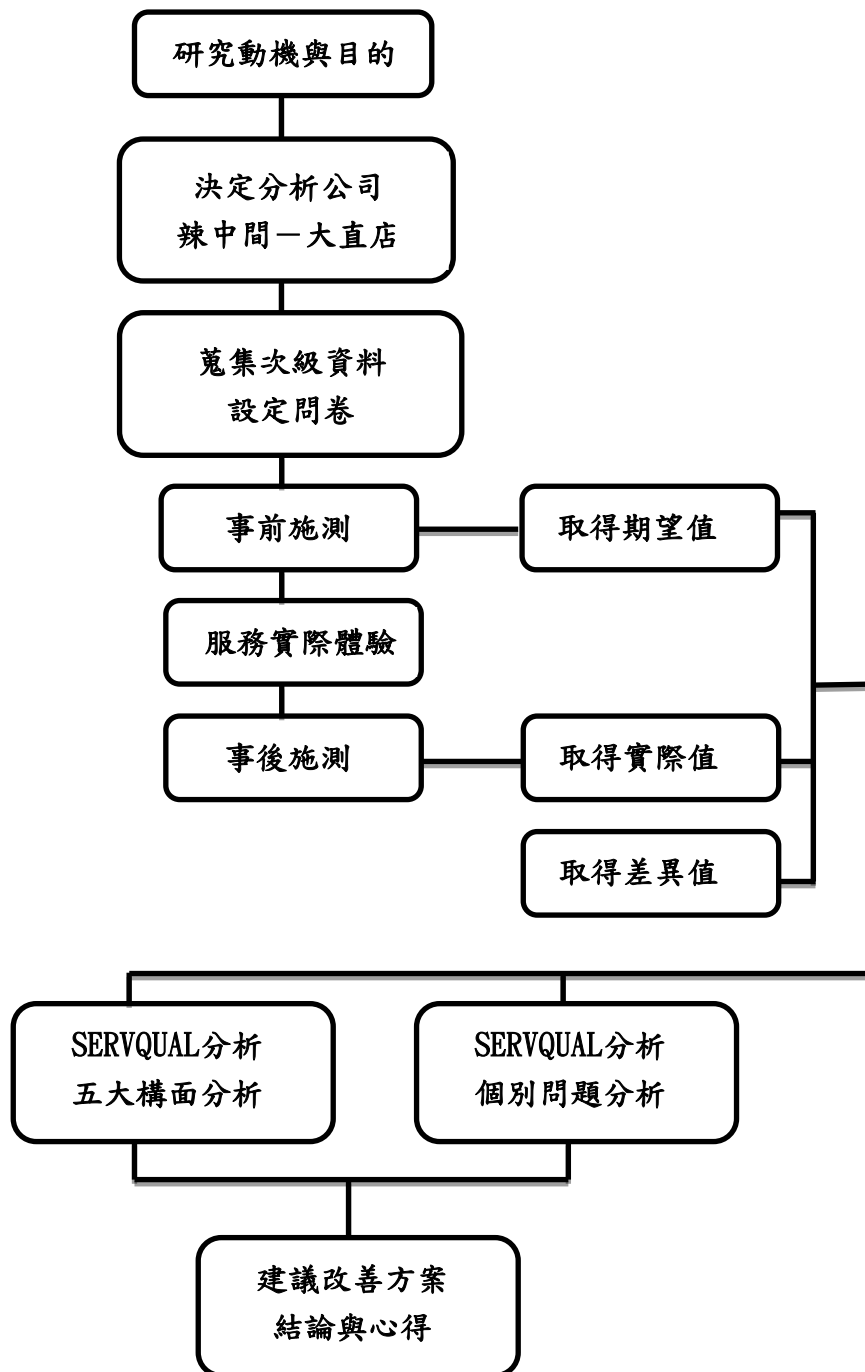 研究動機與目的
決定分析公司
辣中間－大直店
蒐集次級資料
設定問卷
事前施測
取得期望值
服務實際體驗
事後施測
取得實際值
取得差異值
SERVQUAL分析
五大構面分析
SERVQUAL分析
個別問題分析
建議改善方案
結論與心得